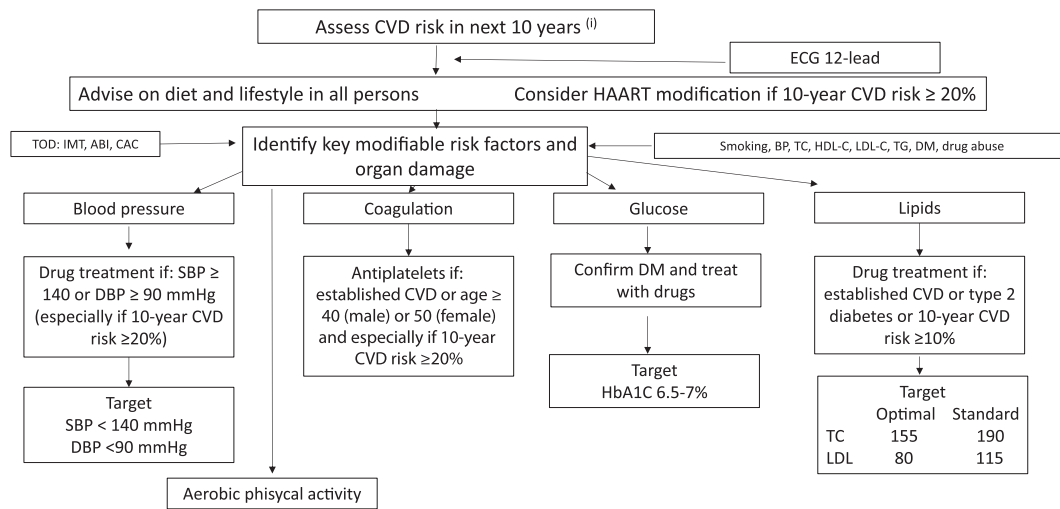 Assess CVD risk in next 10 years (i)
ECG 12-lead
Advise on diet and lifestyle in all persons Consider HAART modification if 10-year CVD risk ≥ 20%
TOD: IMT, ABI, CAC
Identify key modifiable risk factors and
organ damage
Smoking, BP, TC, HDL-C, LDL-C, TG, DM, drug abuse
Blood pressure
Coagulation
Glucose
Lipids
Drug treatment if: SBP ≥
140 or DBP ≥ 90 mmHg
(especially if 10-year CVD
risk ≥20%)
Antiplatelets if:
established CVD or age ≥
40 (male) or 50 (female)
and especially if 10-year
CVD risk ≥20%
Confirm DM and treat
with drugs
Drug treatment if:
established CVD or type 2
diabetes or 10-year CVD
risk ≥10%
Target
SBP < 140 mmHg
DBP <90 mmHg
Target
HbA1C 6.5-7%
Target
Optimal Standard
TC 155 190
LDL 80 115
Aerobic phisycal activity